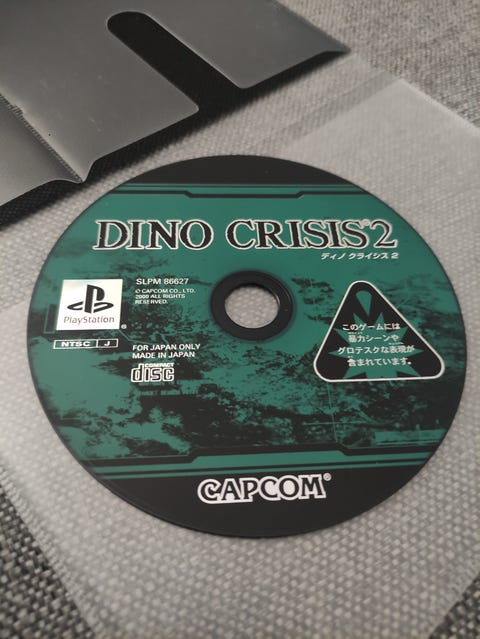 DINO CRISIS®2
ディノ クライシス 2
SLPM 86627
© CAPCOM CO., LTD.
2000 ALL RIGHTS
RESERVED.
PlayStation®
NTSC J
FOR JAPAN ONLY
MADE IN JAPAN
COMPACT
disc
このゲームには
暴力シーンや
グロテスクな表現が
含まれています。
CAPCOM®